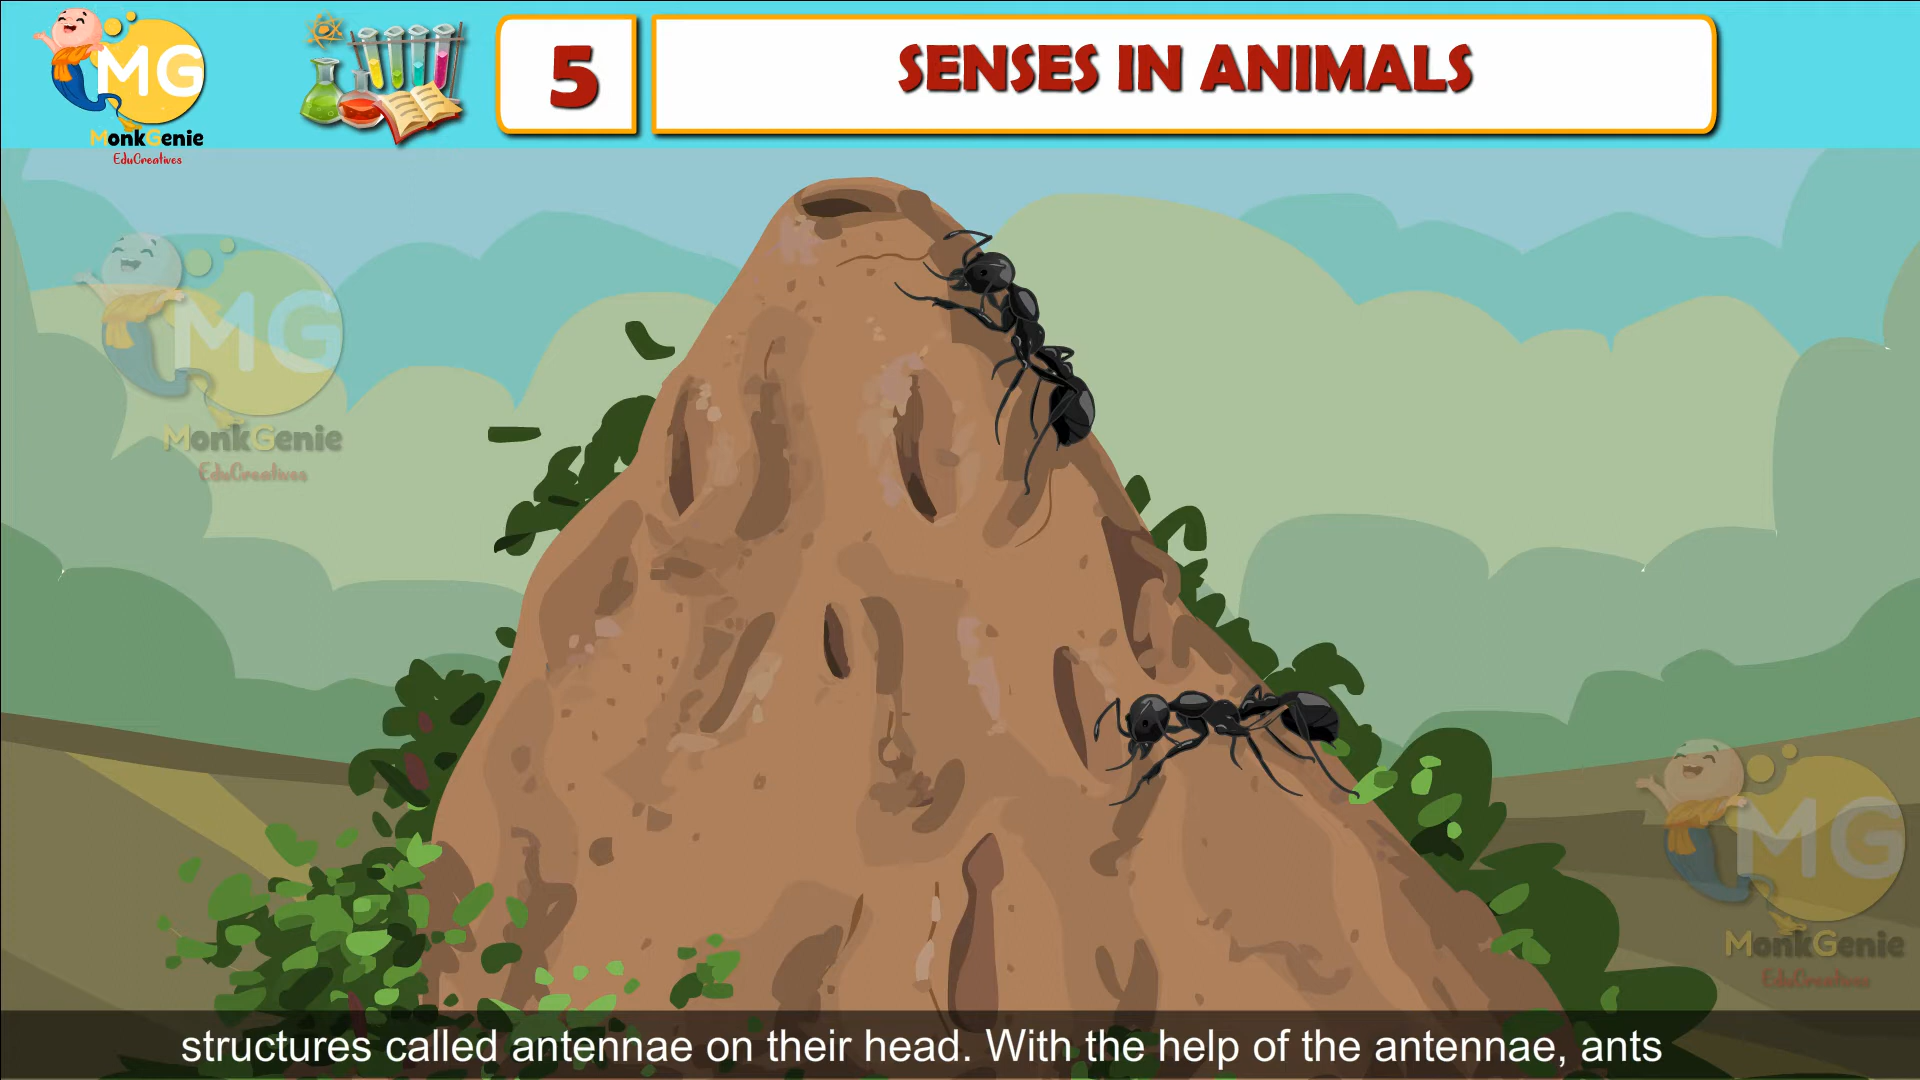 MG
MonkGenie
EduCreatives
5
SENSES IN ANIMALS
MG
MonkGenie
EduCreatives
MG
MonkGenie
EduCreatives
structures called antennae on their head. With the help of the antennae, ants